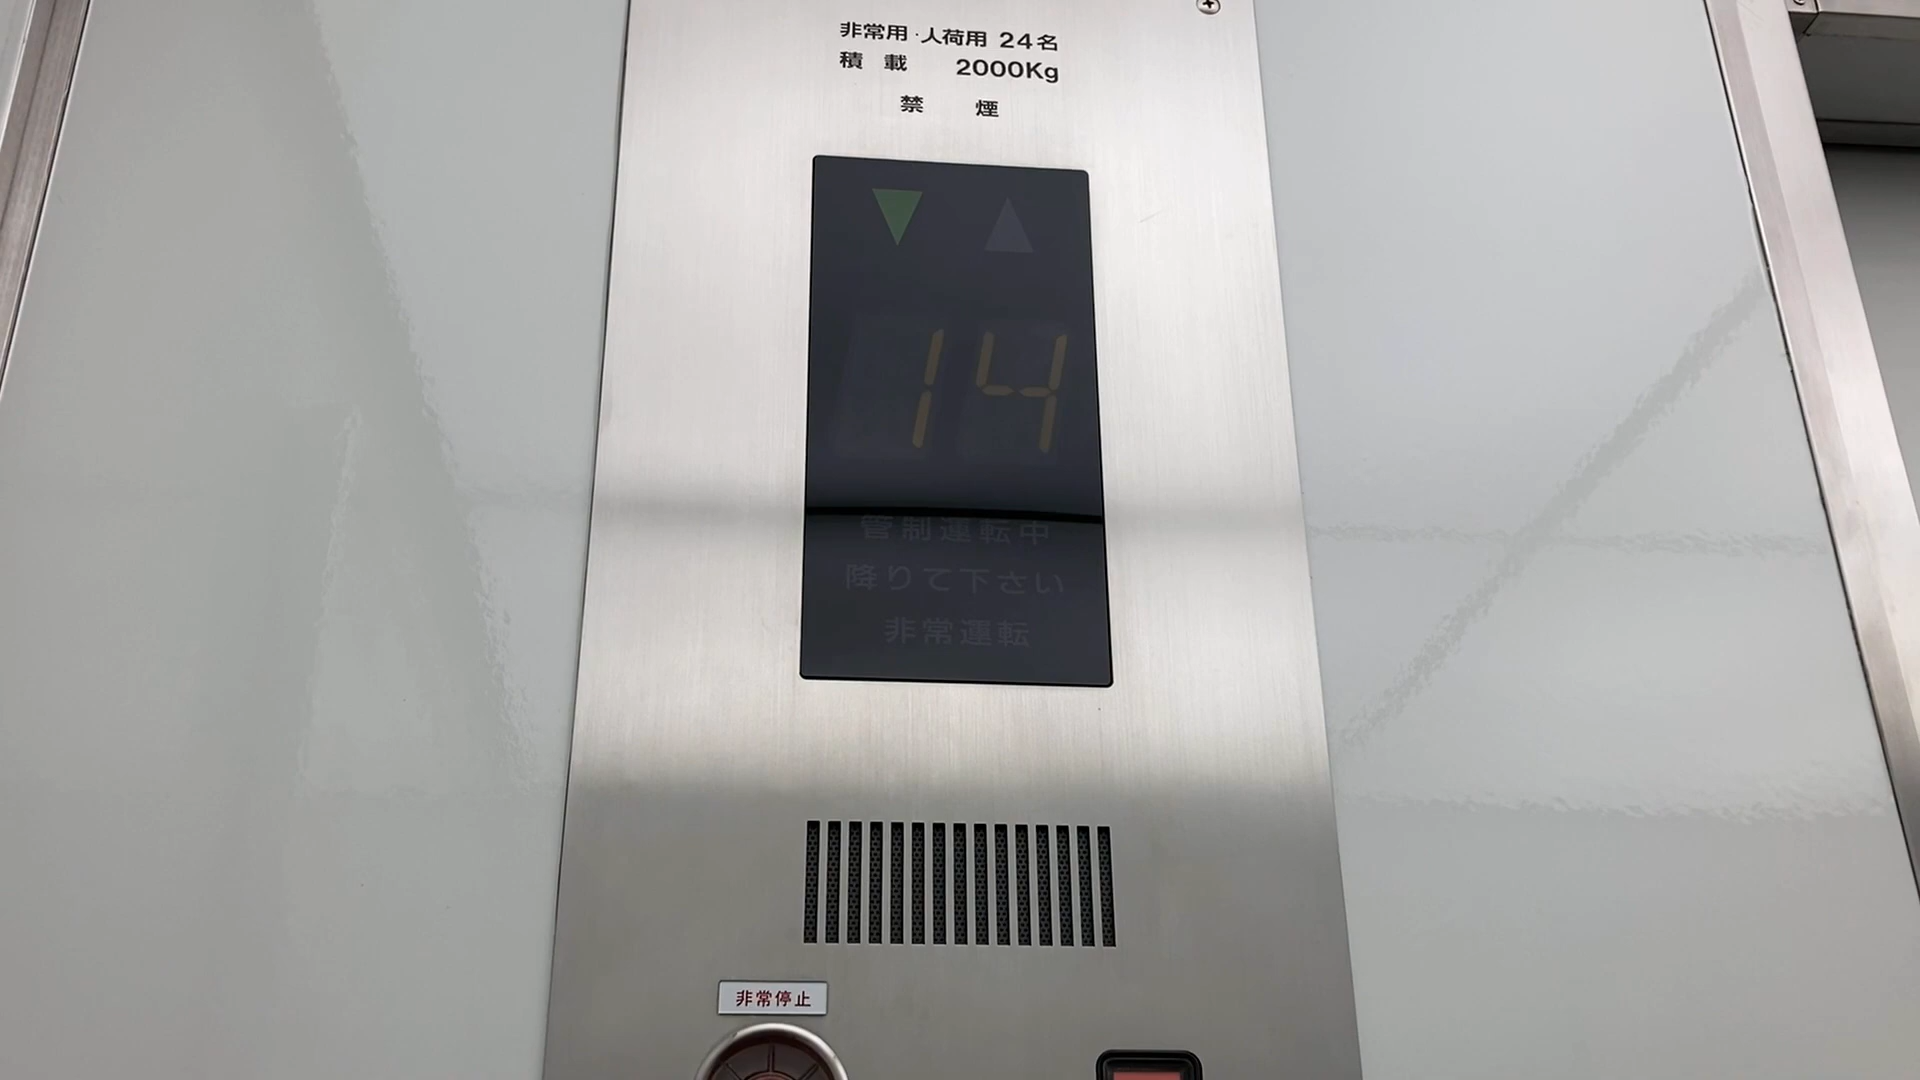 非常用·人荷用 24名
積載 2000Kg
禁煙
14
管制運転中
降りて下さい
非常運転
非常停止